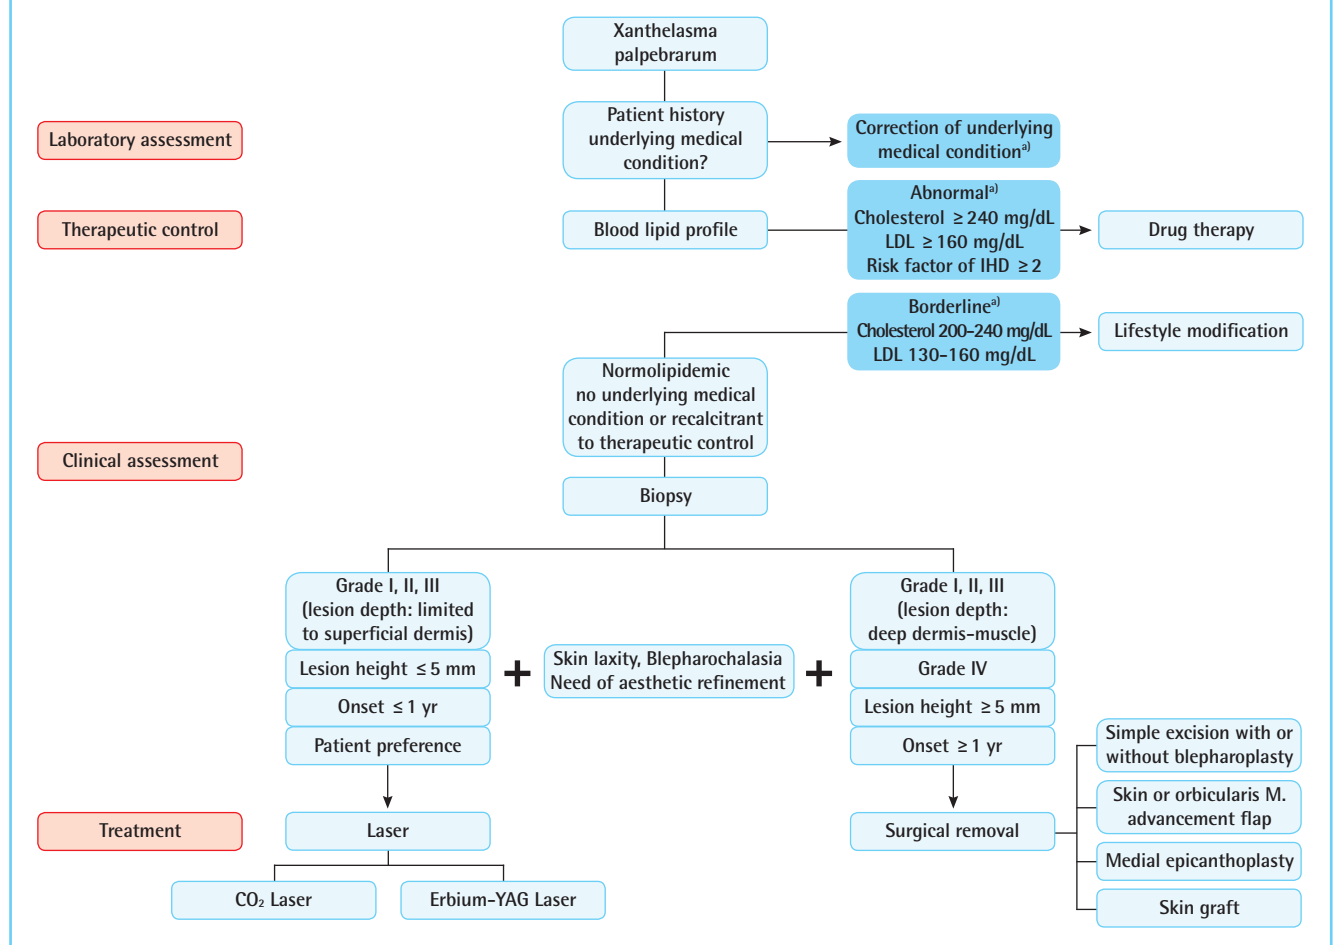 Xanthelasma
palpebrarum
Laboratory assessment
Patient history
underlying medical
condition?
Correction of underlying
medical conditionᵃ⁾
Therapeutic control
Blood lipid profile
Abnormalᵃ⁾
Cholesterol ≥ 240 mg/dL
LDL ≥ 160 mg/dL
Risk factor of IHD ≥ 2
Drug therapy
Borderlineᵃ⁾
Cholesterol 200–240 mg/dL
LDL 130–160 mg/dL
Lifestyle modification
Normolipidemic
no underlying medical
condition or recalcitrant
to therapeutic control
Clinical assessment
Biopsy
Grade I, II, III
(lesion depth: limited
to superficial dermis)
Lesion height ≤ 5 mm
Onset ≤ 1 yr
Patient preference
+
Skin laxity, Blepharochalasia
Need of aesthetic refinement
+
Grade I, II, III
(lesion depth:
deep dermis–muscle)
Grade IV
Lesion height ≥ 5 mm
Onset ≥ 1 yr
Treatment
Laser
CO₂ Laser
Erbium-YAG Laser
Surgical removal
Simple excision with or
without blepharoplasty
Skin or orbicularis M.
advancement flap
Medial epicanthoplasty
Skin graft